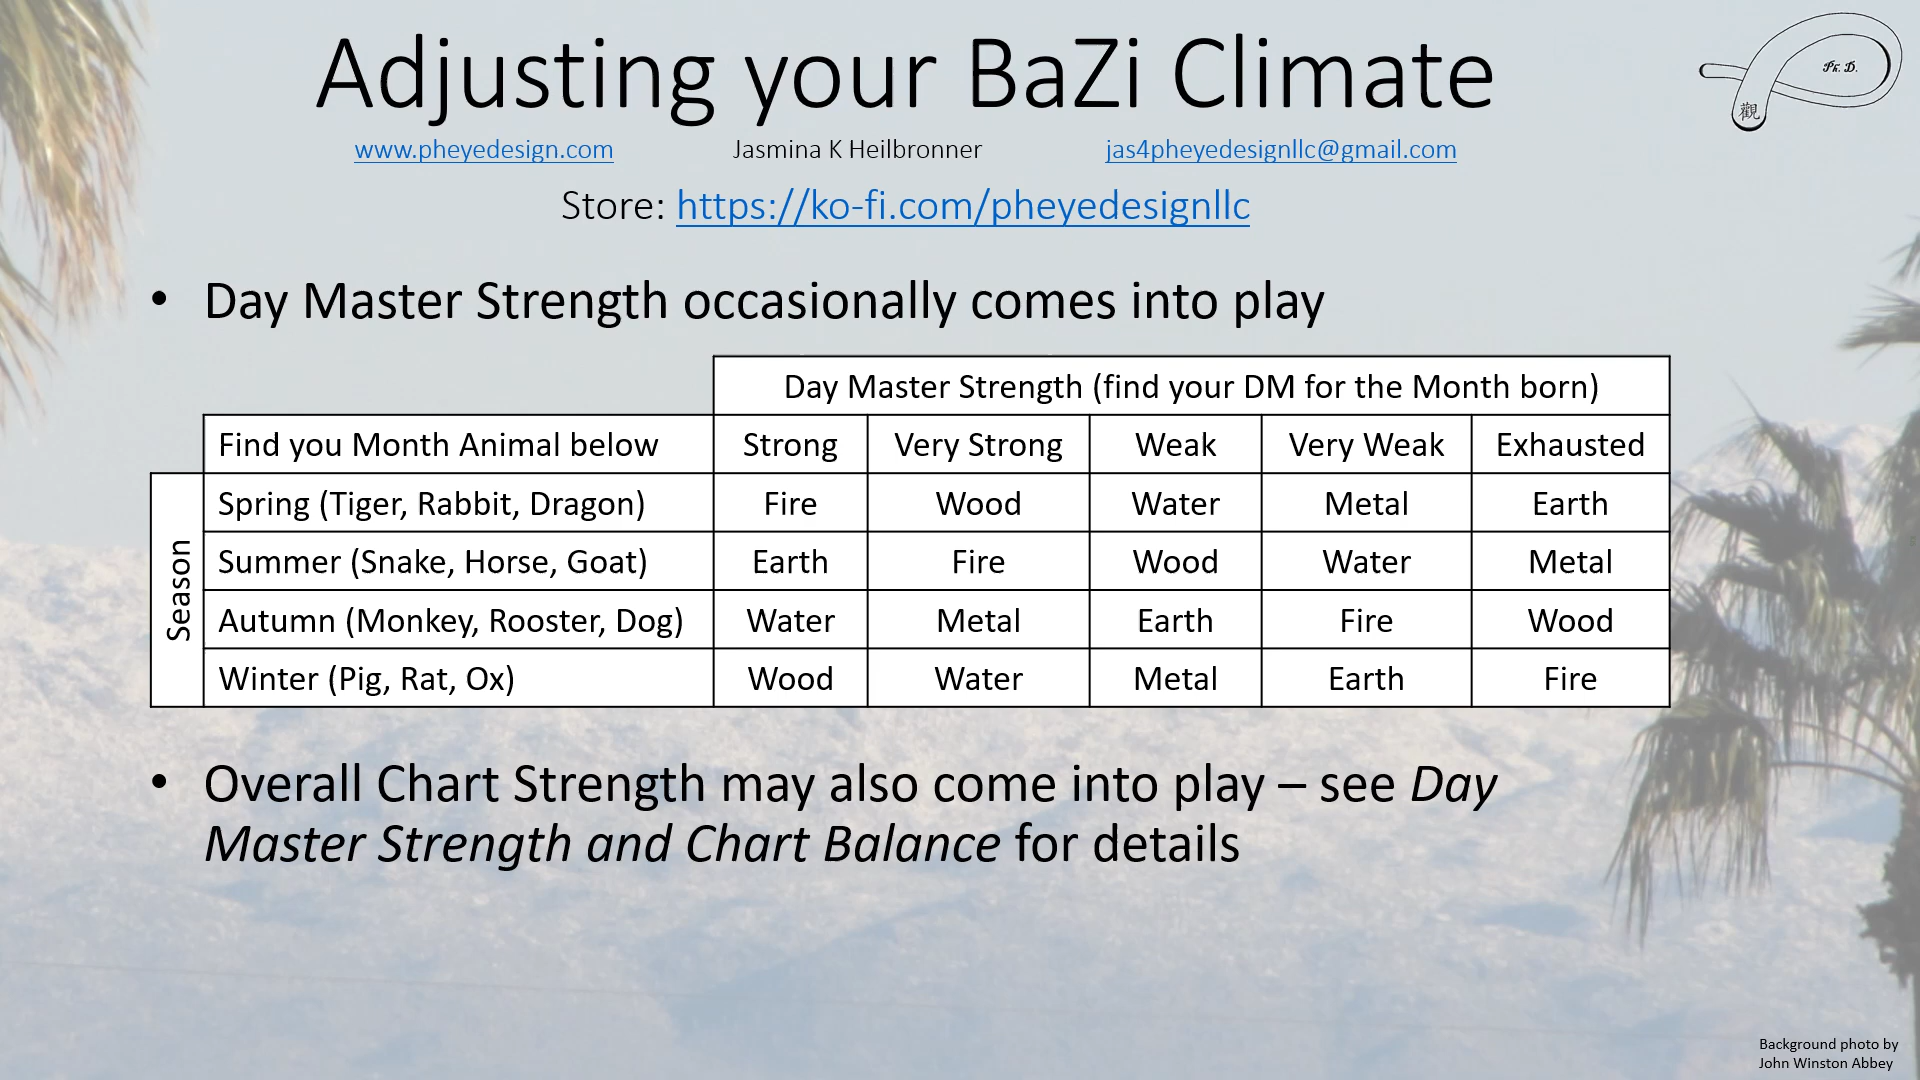 Adjusting your BaZi Climate
Ph. D.
觀
www.pheyedesign.com Jasmina K Heilbronner jas4pheyedesignllc@gmail.com
Store: https://ko-fi.com/pheyedesignllc
• Day Master Strength occasionally comes into play
Day Master Strength (find your DM for the Month born)
Find you Month Animal below Strong Very Strong Weak Very Weak Exhausted
Season
Spring (Tiger, Rabbit, Dragon) Fire Wood Water Metal Earth
Summer (Snake, Horse, Goat) Earth Fire Wood Water Metal
Autumn (Monkey, Rooster, Dog) Water Metal Earth Fire Wood
Winter (Pig, Rat, Ox) Wood Water Metal Earth Fire
• Overall Chart Strength may also come into play – see Day
Master Strength and Chart Balance for details
Background photo by
John Winston Abbey